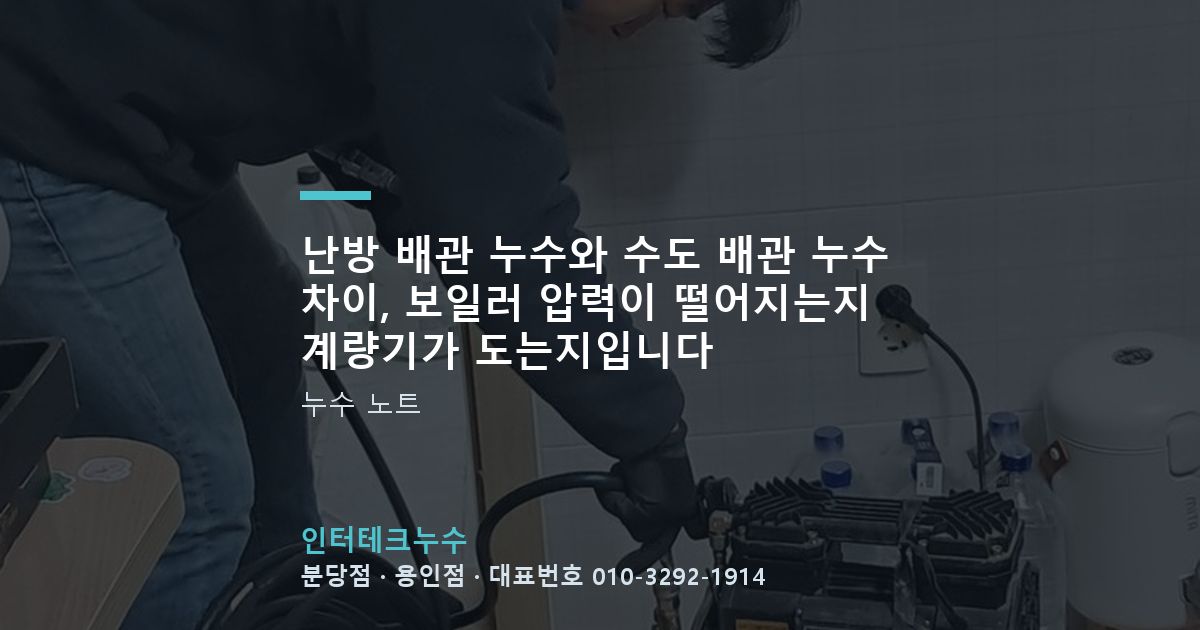 난방 배관 누수와 수도 배관 누수
차이, 보일러 압력이 떨어지는지
계량기가 도는지입니다
누수 노트
인터테크누수
분당점 · 용인점 · 대표번호 010-3292-1914